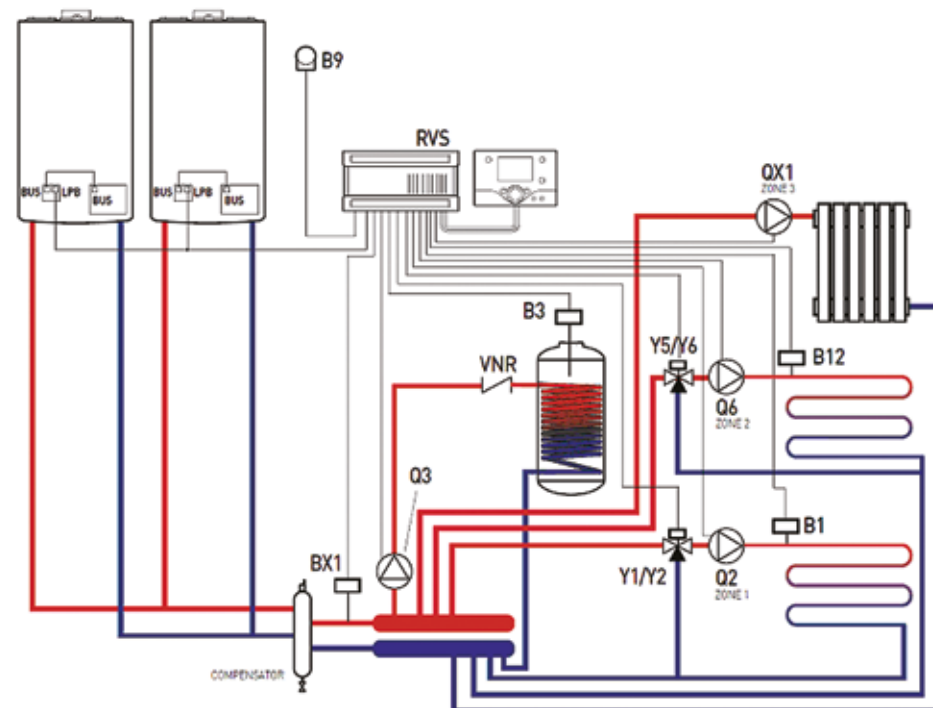 B9
RVS
QX1
ZONE 3
BUS
LPB
BUS
BUS
LPB
BUS
B3
Y5/Y6
B12
VNR
Q6
ZONE 2
Q3
B1
BX1
Y1/Y2
Q2
ZONE 1
COMPENSATOR